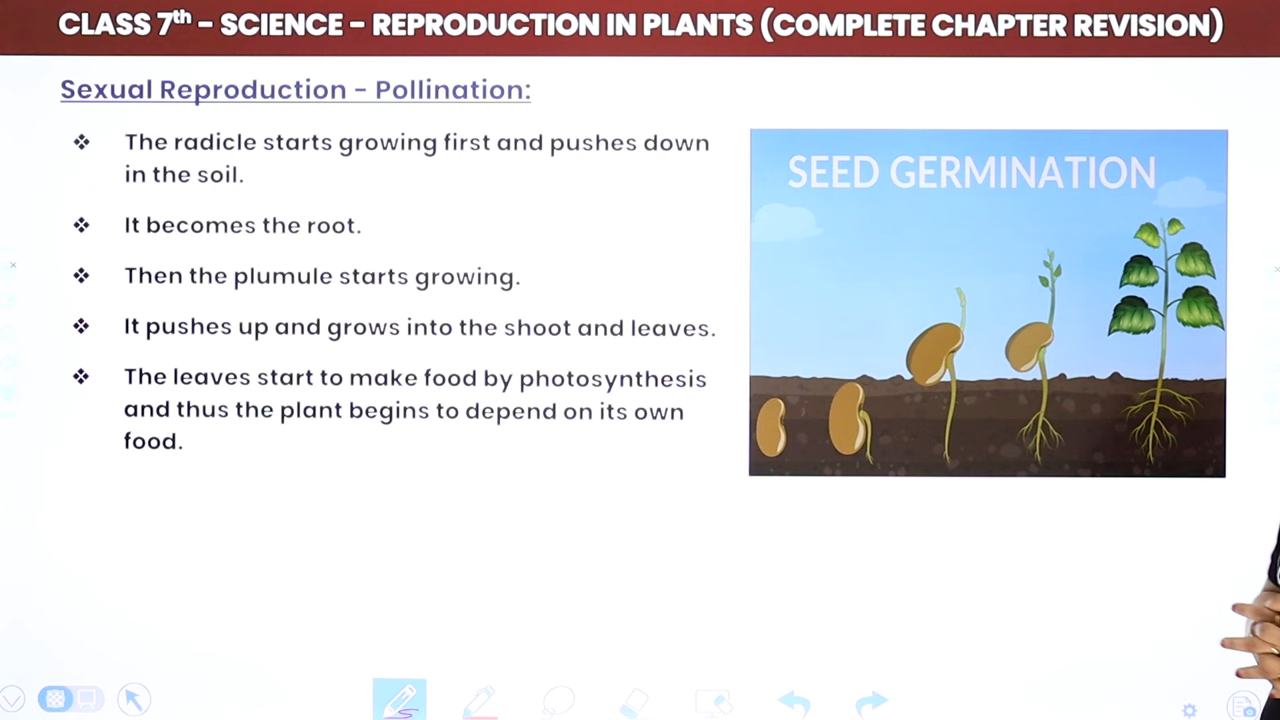 CLASS 7th – SCIENCE – REPRODUCTION IN PLANTS (COMPLETE CHAPTER REVISION)
Sexual Reproduction – Pollination:
❖ The radicle starts growing first and pushes down
in the soil.
❖ It becomes the root.
❖ Then the plumule starts growing.
❖ It pushes up and grows into the shoot and leaves.
❖ The leaves start to make food by photosynthesis
and thus the plant begins to depend on its own
food.
SEED GERMINATION